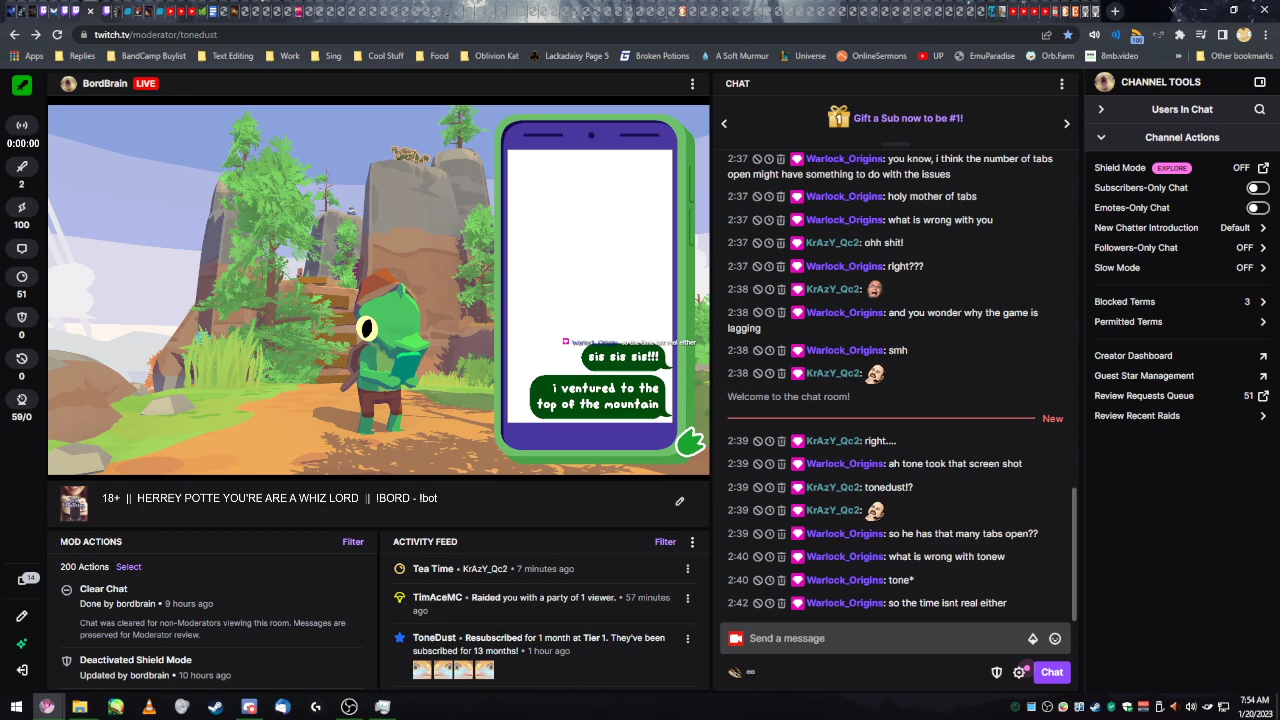 twitch.tv/moderator/tonedust
Apps
Replies
BandCamp Buylist
Text Editing
Work
Sing
Cool Stuff
Food
Oblivion Kat
Lackadaisy Page 5
Broken Potions
A Soft Murmur
Universe
OnlineSermons
UP
EmuParadise
Orb.Farm
8mb.video
»
Other bookmarks
BordBrain LIVE
0:00:00
2
100
51
0
0
59/0
14
Warlock_Origins: so the time isnt real either
sis sis sis!!!
i ventured to the
top of the mountain
18+ || HERREY POTTE YOU'RE ARE A WHIZ LORD || !BORD - !bot
MOD ACTIONS
Filter
200 Actions Select
Clear Chat
Done by bordbrain • 9 hours ago
Chat was cleared for non-Moderators viewing this room. Messages are
preserved for Moderator review.
Deactivated Shield Mode
Updated by bordbrain • 10 hours ago
ACTIVITY FEED
Filter
Tea Time • KrAzY_Qc2 • 7 minutes ago
TimAceMC • Raided you with a party of 1 viewer. • 57 minutes
ago
ToneDust • Resubscribed for 1 month at Tier 1. They've been
subscribed for 13 months! • 1 hour ago
CHAT
1
Gift a Sub now to be #1!
2:37 Warlock_Origins: you know, i think the number of tabs
open might have something to do with the issues
2:37 Warlock_Origins: holy mother of tabs
2:37 Warlock_Origins: what is wrong with you
2:37 KrAzY_Qc2: ohh shit!
2:37 Warlock_Origins: right???
2:38 KrAzY_Qc2:
2:38 Warlock_Origins: and you wonder why the game is
lagging
2:38 Warlock_Origins: smh
2:38 KrAzY_Qc2:
Welcome to the chat room!
New
2:39 KrAzY_Qc2: right....
2:39 Warlock_Origins: ah tone took that screen shot
2:39 KrAzY_Qc2: tonedust!?
2:39 KrAzY_Qc2:
2:39 Warlock_Origins: so he has that many tabs open??
2:40 Warlock_Origins: what is wrong with tonew
2:40 Warlock_Origins: tone*
2:42 Warlock_Origins: so the time isnt real either
Send a message
Chat
CHANNEL TOOLS
Users In Chat
Channel Actions
Shield Mode EXPLORE OFF
Subscribers-Only Chat
Emotes-Only Chat
New Chatter Introduction Default
Followers-Only Chat OFF
Slow Mode OFF
Blocked Terms 3
Permitted Terms
Creator Dashboard
Guest Star Management
Review Requests Queue 51
Review Recent Raids
7:54 AM
1/20/2023